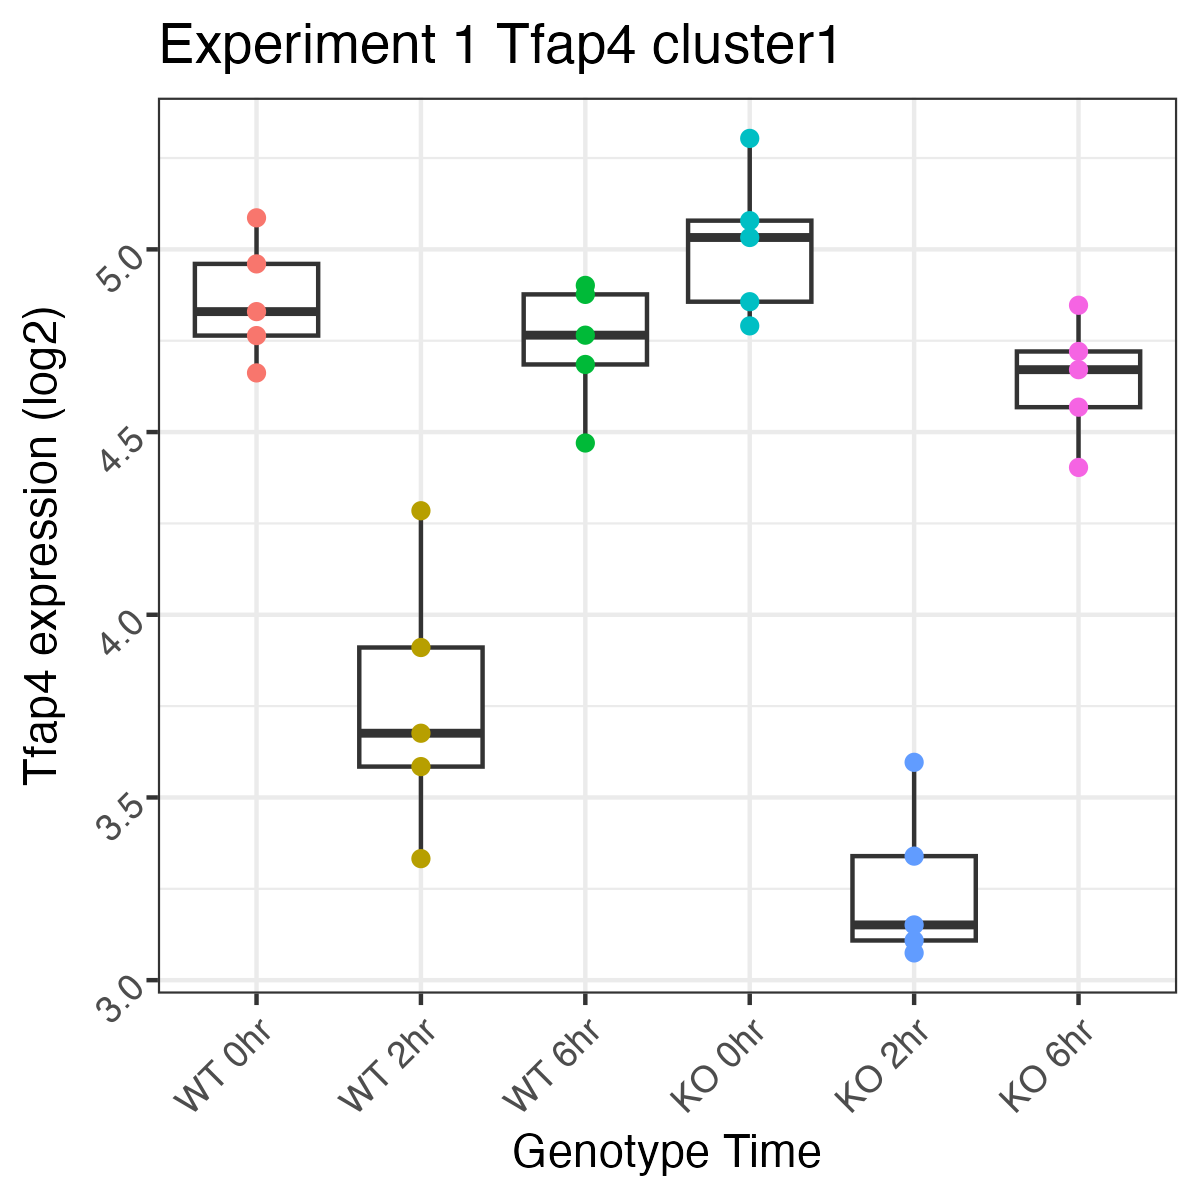 Experiment 1 Tfap4 cluster1
Tfap4 expression (log2)
5.0
4.5
4.0
3.5
3.0
WT 0hr
WT 2hr
WT 6hr
KO 0hr
KO 2hr
KO 6hr
Genotype Time